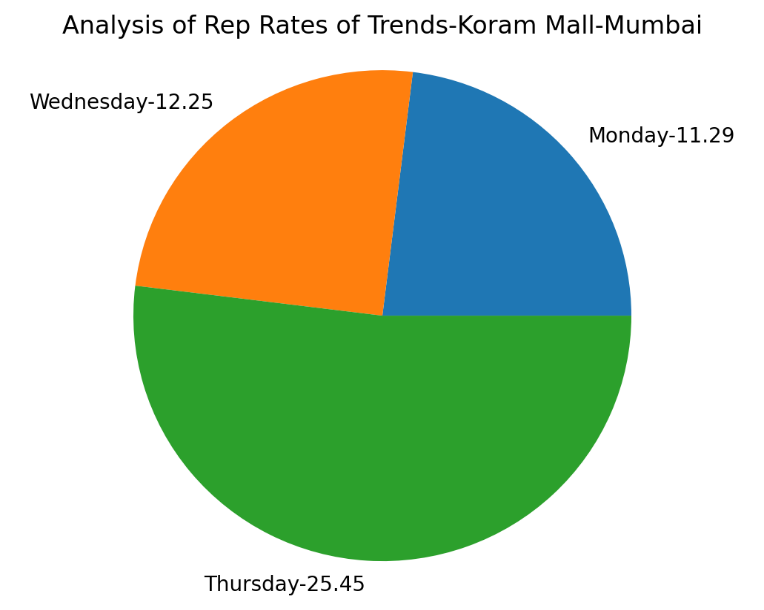 Analysis of Rep Rates of Trends-Koram Mall-Mumbai
Wednesday-12.25
Monday-11.29
Thursday-25.45